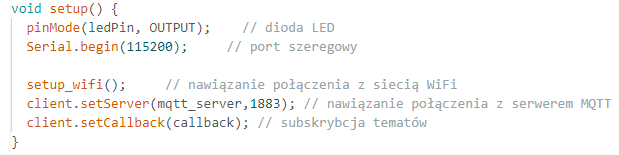 void setup() {
pinMode(ledPin, OUTPUT); // dioda LED
Serial.begin(115200); // port szeregowy
setup_wifi(); // nawiązanie połączenia z siecią WiFi
client.setServer(mqtt_server,1883); // nawiązanie połączenia z serwerem MQTT
client.setCallback(callback); // subskrybcja tematów
}